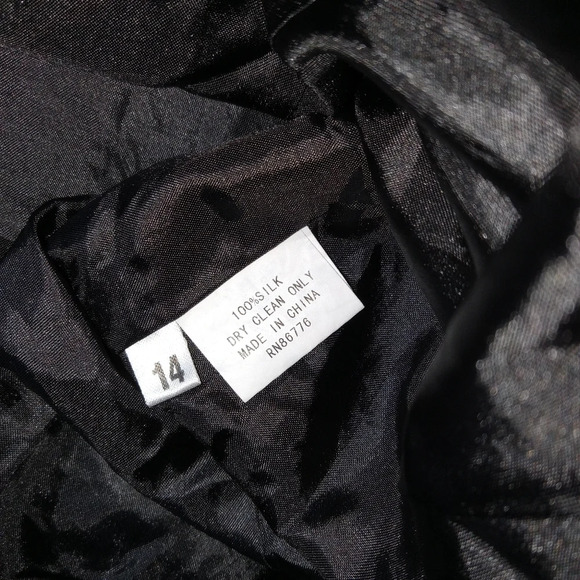 100%SILK
DRY CLEAN ONLY
MADE IN CHINA
RN86776
14